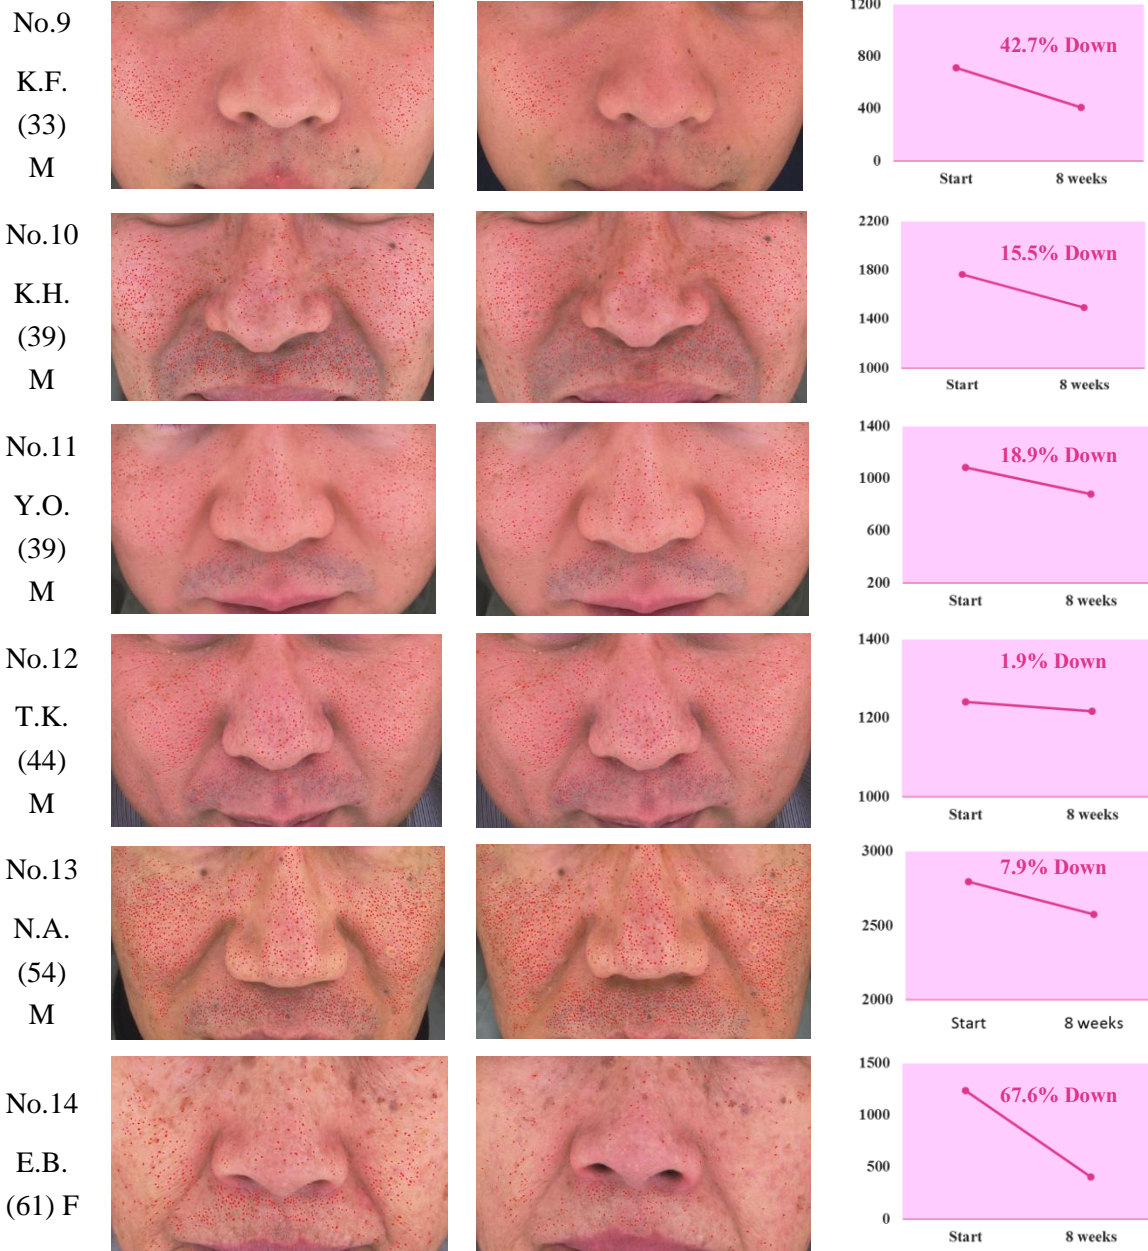 No.9
K.F.
(33)
M
1200
800
400
0
42.7% Down
Start 8 weeks
No.10
K.H.
(39)
M
2200
1800
1400
1000
15.5% Down
Start 8 weeks
No.11
Y.O.
(39)
M
1400
1000
600
200
18.9% Down
Start 8 weeks
No.12
T.K.
(44)
M
1400
1200
1000
1.9% Down
Start 8 weeks
No.13
N.A.
(54)
M
3000
2500
2000
7.9% Down
Start 8 weeks
No.14
E.B.
(61) F
1500
1000
500
0
67.6% Down
Start 8 weeks